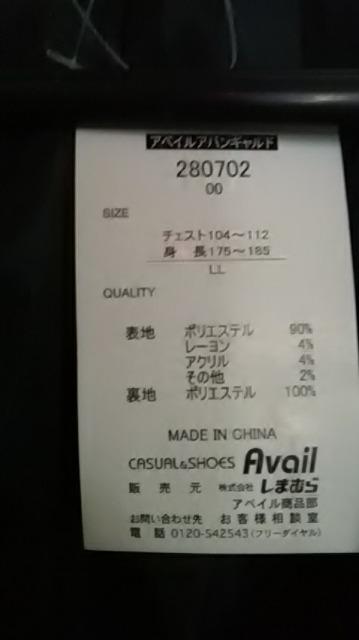 アベイルアバンギャルド
280702
00
SIZE
チェスト104～112
身 長175～185
LL
QUALITY
表地 ポリエステル 90%
レーヨン 4%
アクリル 4%
その他 2%
裏地 ポリエステル 100%
MADE IN CHINA
CASUAL&SHOES Avail
販売元 株式会社 しまむら
アベイル商品部
お問い合わせ先 お客様相談室
電話 0120-542543(フリーダイヤル)